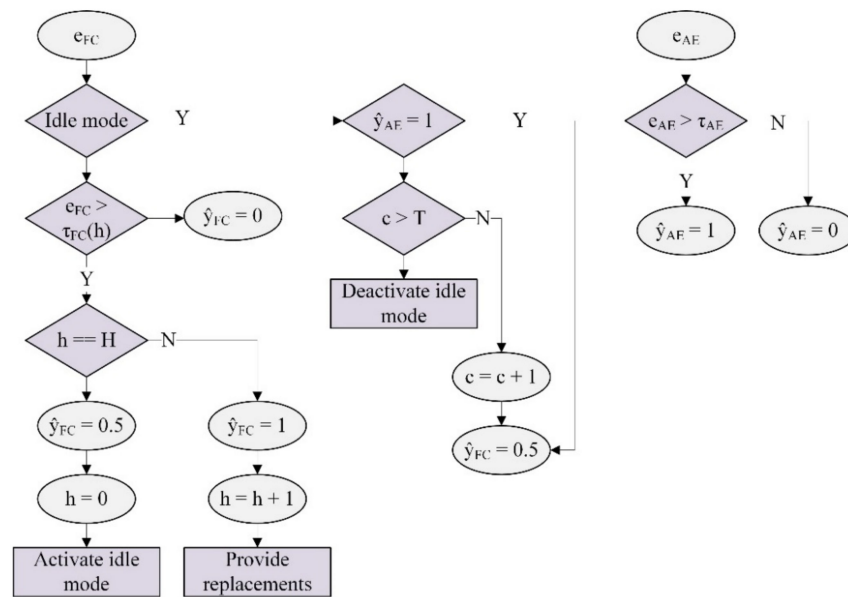 e_FC
Idle mode
Y
e_FC >
τ_FC(h)
ŷ_FC = 0
Y
h == H
N
ŷ_FC = 0.5
ŷ_FC = 1
h = 0
h = h + 1
Activate idle
mode
Provide
replacements
ŷ_AE = 1
Y
c > T
N
Deactivate idle
mode
c = c + 1
ŷ_FC = 0.5
e_AE
e_AE > τ_AE
N
Y
ŷ_AE = 1
ŷ_AE = 0